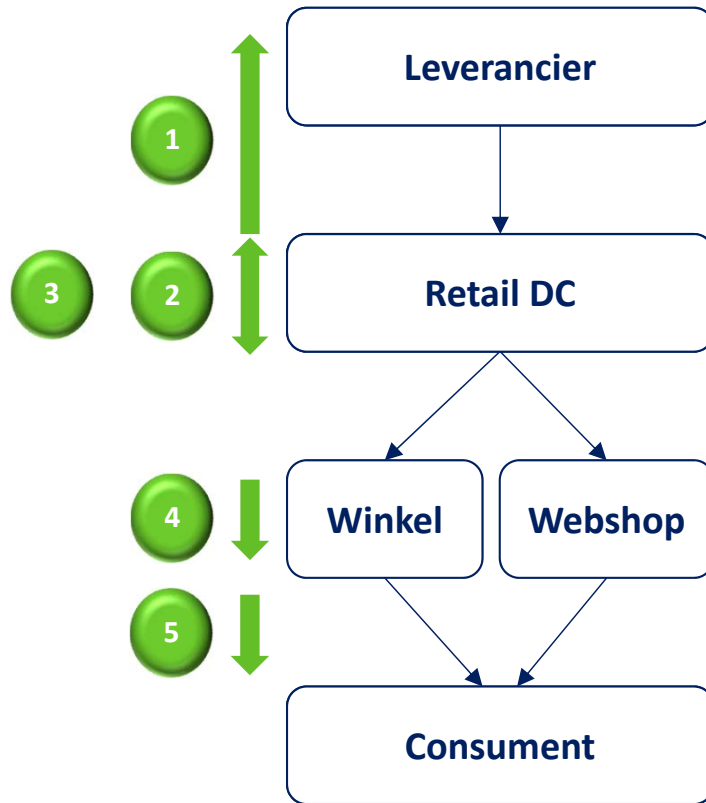 Leverancier
1
Retail DC
3
2
4
Winkel
Webshop
5
Consument